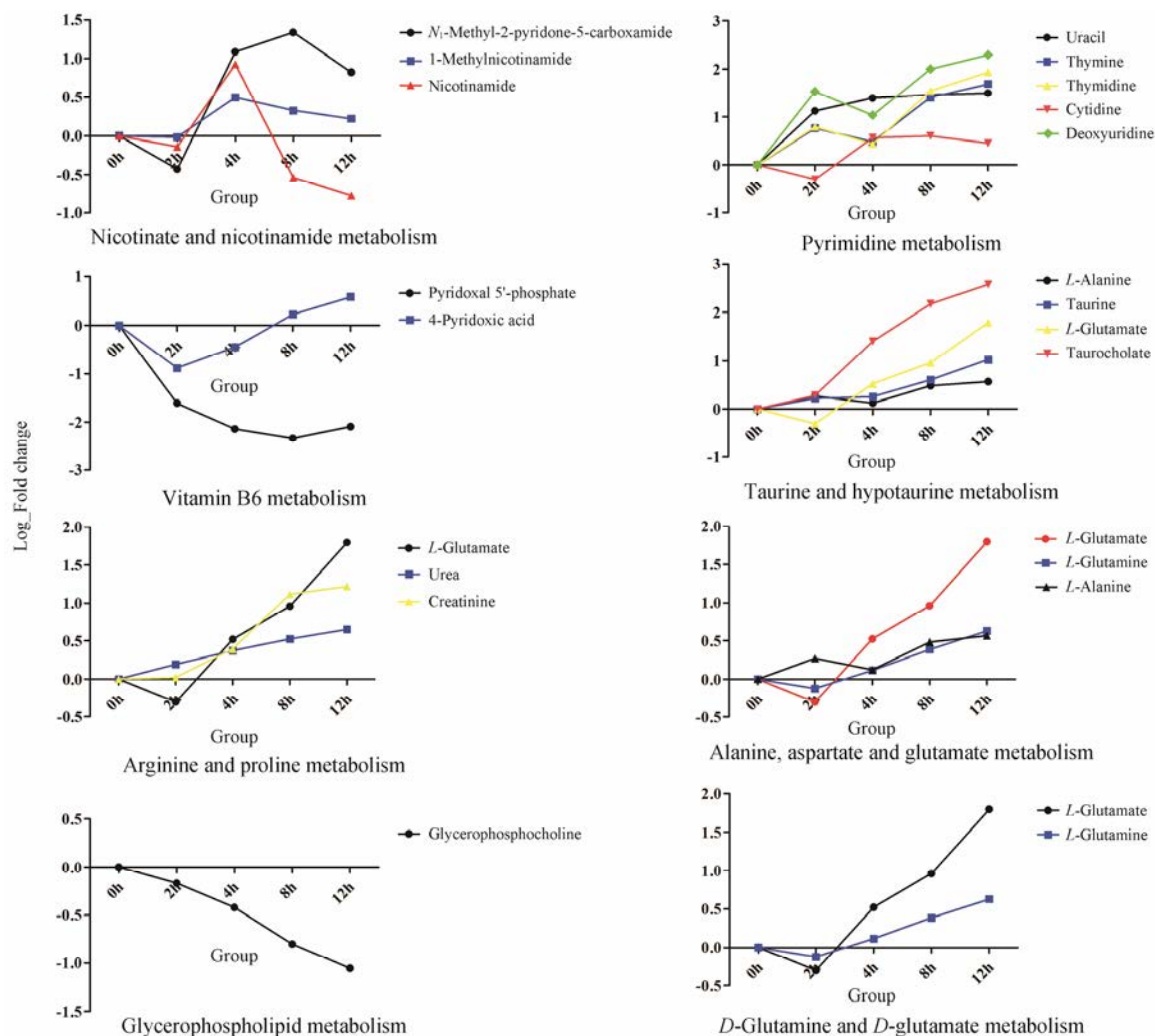 Log_Fold change
1.5
1.0
0.5
0.0
-0.5
-1.0
0h
2h
4h
8h
12h
Group
N₁-Methyl-2-pyridone-5-carboxamide
1-Methylnicotinamide
Nicotinamide
Nicotinate and nicotinamide metabolism
3
2
1
0
-1
0h
2h
4h
8h
12h
Group
Uracil
Thymine
Thymidine
Cytidine
Deoxyuridine
Pyrimidine metabolism
1
0
-1
-2
-3
0h
2h
4h
8h
12h
Group
Pyridoxal 5'-phosphate
4-Pyridoxic acid
Vitamin B6 metabolism
3
2
1
0
-1
0h
2h
4h
8h
12h
Group
L-Alanine
Taurine
L-Glutamate
Taurocholate
Taurine and hypotaurine metabolism
2.0
1.5
1.0
0.5
0.0
-0.5
0h
2h
4h
8h
12h
Group
L-Glutamate
Urea
Creatinine
Arginine and proline metabolism
2.0
1.5
1.0
0.5
0.0
-0.5
0h
2h
4h
8h
12h
Group
L-Glutamate
L-Glutamine
L-Alanine
Alanine, aspartate and glutamate metabolism
0.5
0.0
-0.5
-1.0
-1.5
0h
2h
4h
8h
12h
Group
Glycerophosphocholine
Glycerophospholipid metabolism
2.0
1.5
1.0
0.5
0.0
-0.5
0h
2h
4h
8h
12h
Group
L-Glutamate
L-Glutamine
D-Glutamine and D-glutamate metabolism